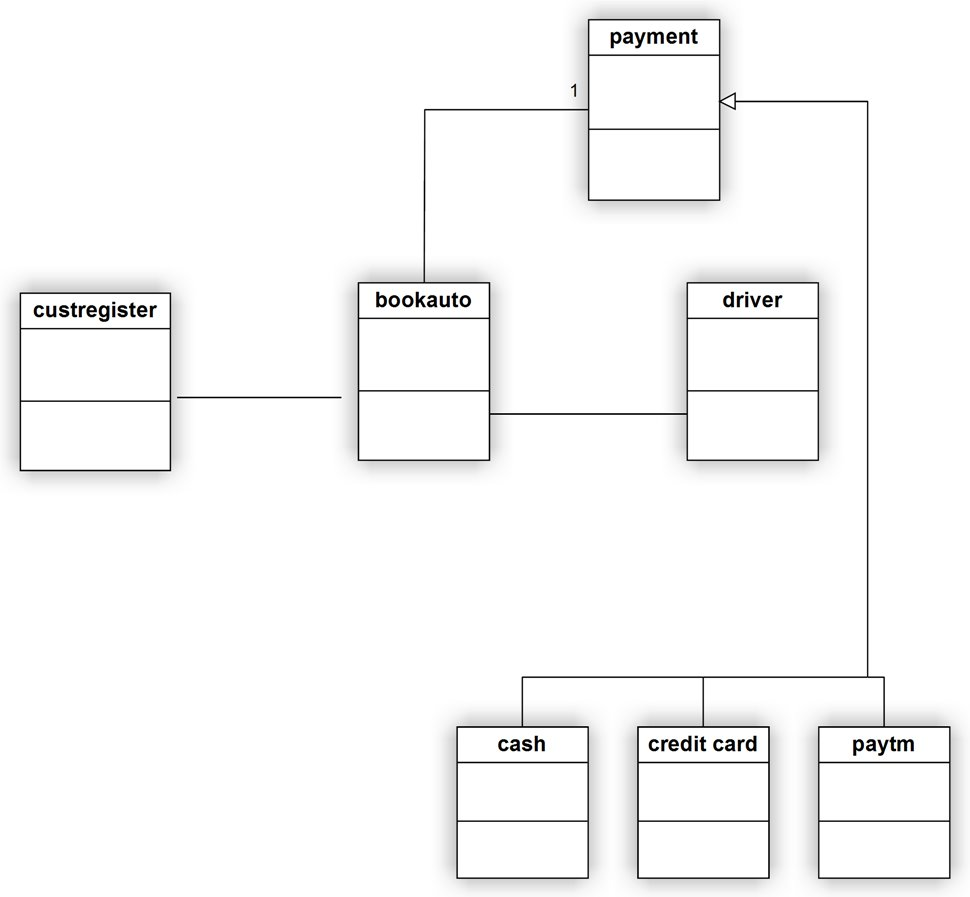 payment
1
custregister
bookauto
driver
cash
credit card
paytm